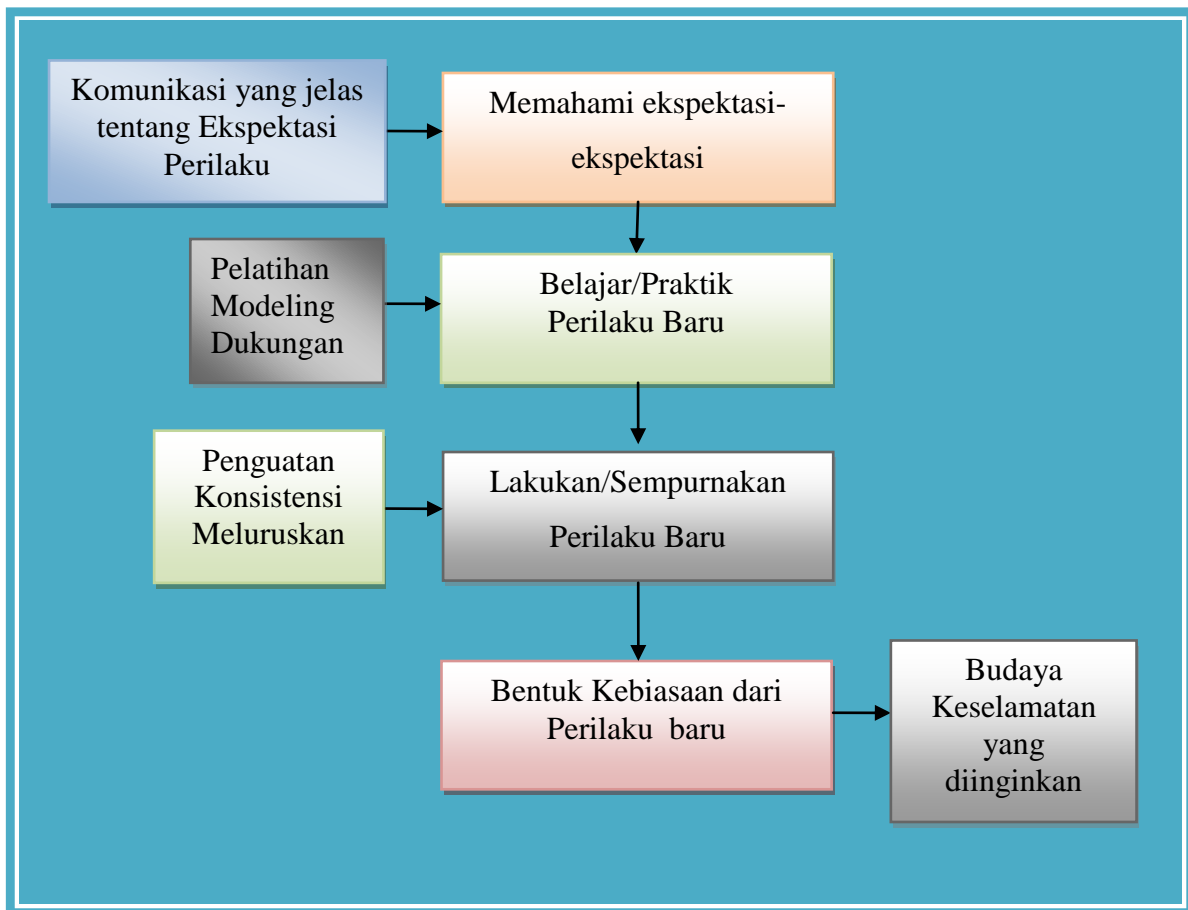 Komunikasi yang jelas
tentang Ekspektasi
Perilaku
Memahami ekspektasi-
ekspektasi
Pelatihan
Modeling
Dukungan
Belajar/Praktik
Perilaku Baru
Penguatan
Konsistensi
Meluruskan
Lakukan/Sempurnakan
Perilaku Baru
Bentuk Kebiasaan dari
Perilaku baru
Budaya
Keselamatan
yang
diinginkan